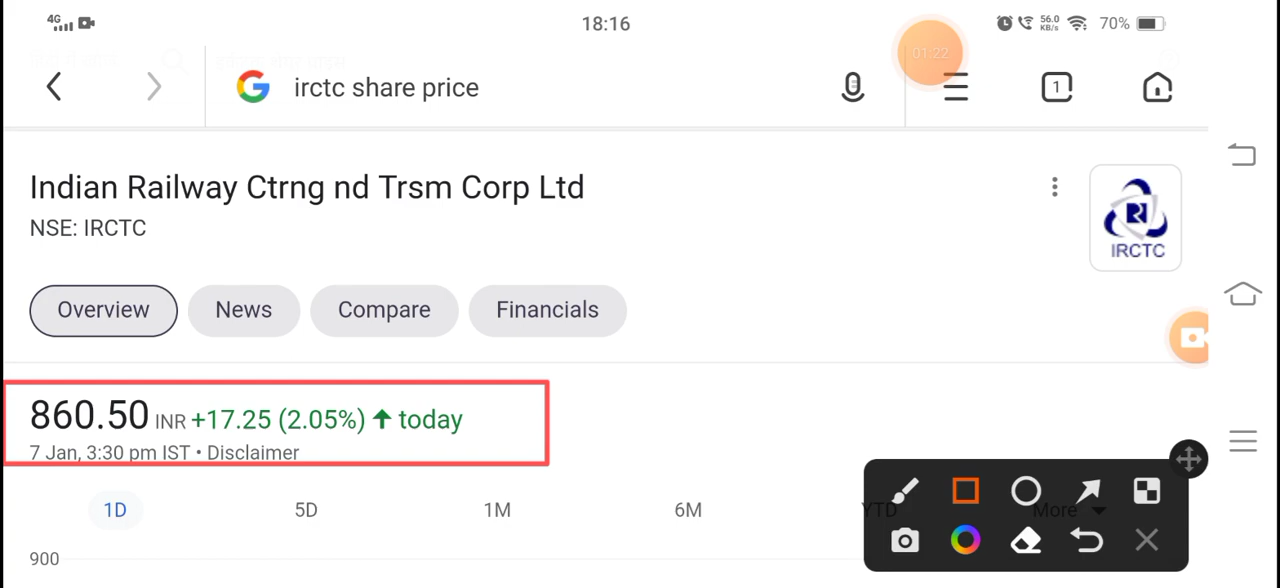 4G 18:16 56.0 KB/s 70%
01:22
irctc share price 1
Indian Railway Ctrng nd Trsm Corp Ltd
NSE: IRCTC
IRCTC
Overview News Compare Financials
860.50 INR +17.25 (2.05%) today
7 Jan, 3:30 pm IST • Disclaimer
1D 5D 1M 6M YTD More
900